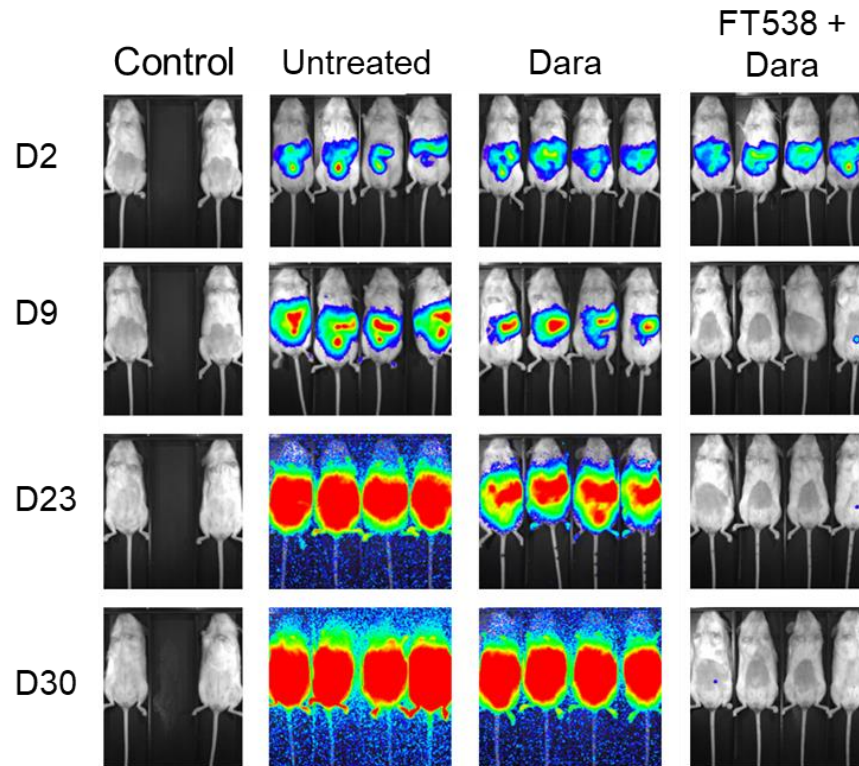 Control
Untreated
Dara
FT538 +
Dara
D2
D9
D23
D30